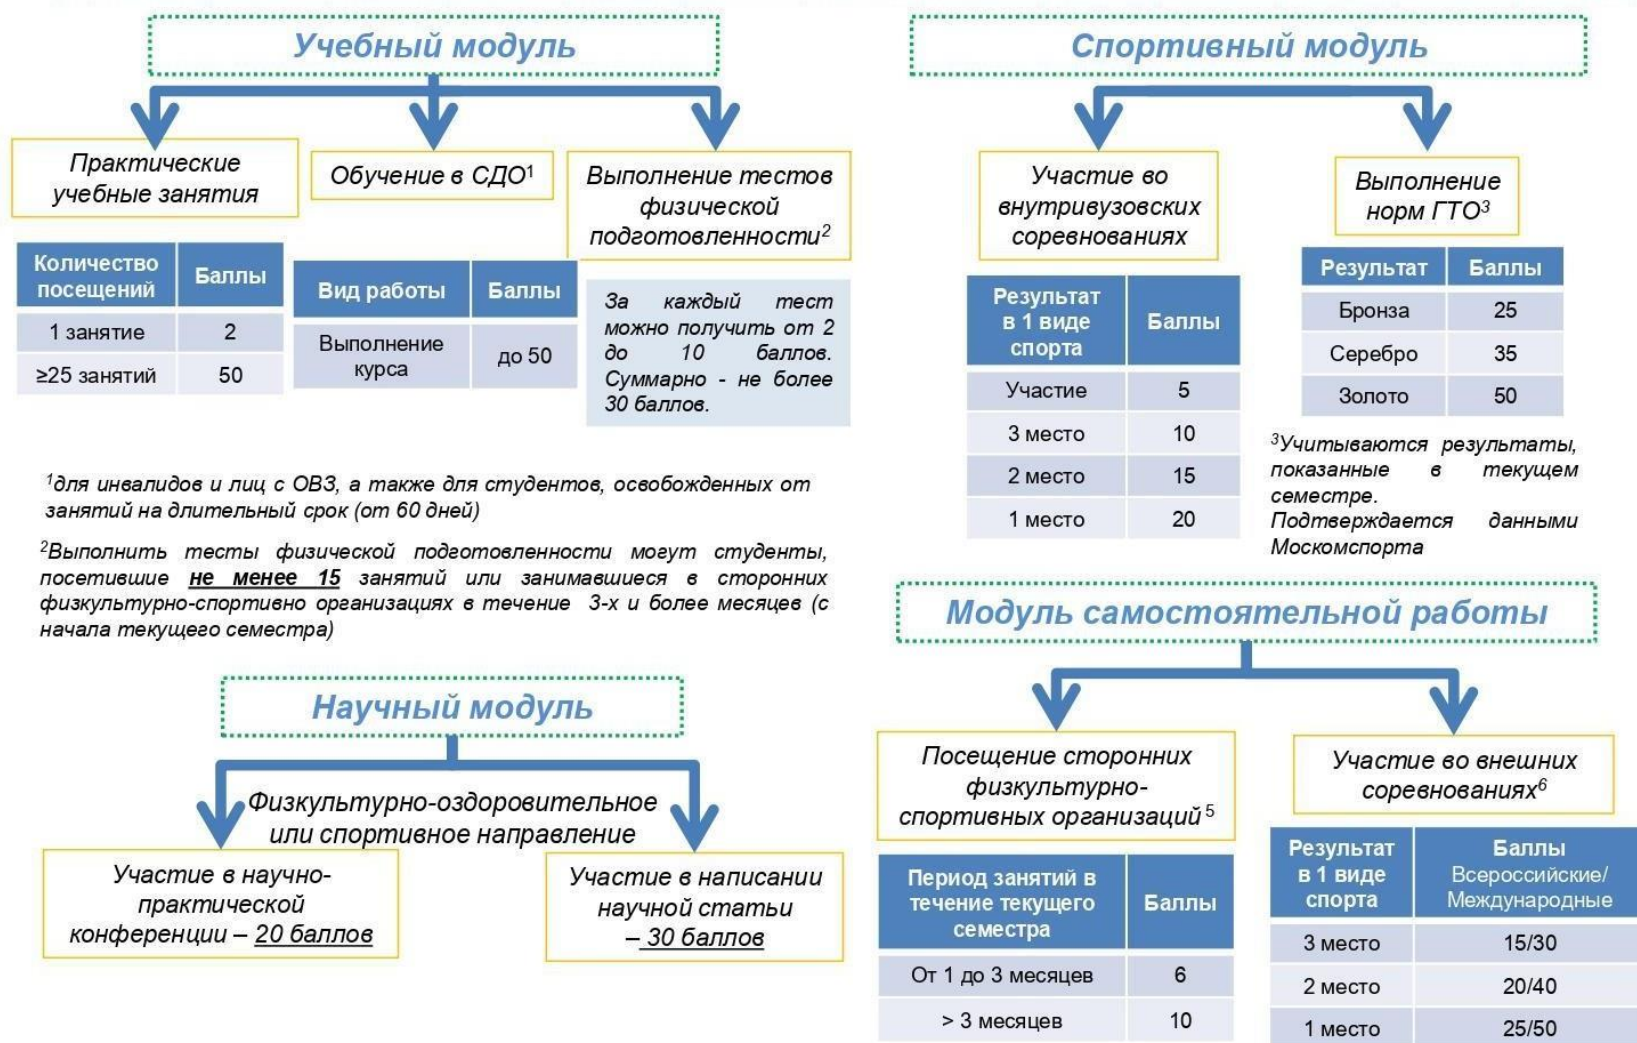 Учебный модуль
Практические
учебные занятия
Обучение в СДО¹
Выполнение тестов
физической
подготовленности²
Количество
посещений
Баллы
1 занятие
2
≥25 занятий
50
Вид работы
Баллы
Выполнение
курса
до 50
За каждый тест
можно получить от 2
до 10 баллов.
Суммарно - не более
30 баллов.
¹для инвалидов и лиц с ОВЗ, а также для студентов, освобожденных от
занятий на длительный срок (от 60 дней)
²Выполнить тесты физической подготовленности могут студенты,
посетившие не менее 15 занятий или занимавшиеся в сторонних
физкультурно-спортивно организациях в течение 3-х и более месяцев (с
начала текущего семестра)
Спортивный модуль
Участие во
внутривузовских
соревнованиях
Выполнение
норм ГТО³
Результат
в 1 виде
спорта
Баллы
Участие
5
3 место
10
2 место
15
1 место
20
Результат
Баллы
Бронза
25
Серебро
35
Золото
50
³Учитываются результаты,
показанные в текущем
семестре.
Подтверждается данными
Москомспорта
Научный модуль
Физкультурно-оздоровительное
или спортивное направление
Участие в научно-
практической
конференции – 20 баллов
Участие в написании
научной статьи
– 30 баллов
Модуль самостоятельной работы
Посещение сторонних
физкультурно-
спортивных организаций ⁵
Участие во внешних
соревнованиях⁶
Период занятий в
течение текущего
семестра
Баллы
От 1 до 3 месяцев
6
> 3 месяцев
10
Результат
в 1 виде
спорта
Баллы
Всероссийские/
Международные
3 место
15/30
2 место
20/40
1 место
25/50